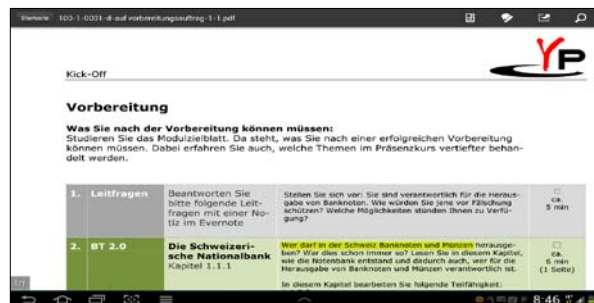 Startseite 100-1-0001-d-auf vorbereitungsauftrag-1-1.pdf
YP
Kick-Off
Vorbereitung
Was Sie nach der Vorbereitung können müssen:
Studieren Sie das Modulzielblatt. Da steht, was Sie nach einer erfolgreichen Vorbereitung
können müssen. Dabei erfahren Sie auch, welche Themen im Präsenzkurs vertiefter behan-
delt werden.
1. Leitfragen
Beantworten Sie
bitte folgende Leit-
fragen mit einer No-
tiz im Evernote
Stellen Sie sich vor: Sie sind verantwortlich für die Heraus-
gabe von Banknoten. Wie würden Sie jene vor Fälschung
schützen? Welche Möglichkeiten stünden Ihnen zu Verfü-
gung?
ca.
5 min
2. BT 2.0
Die Schweizeri-
sche Nationalbank
Kapitel 1.1.1
Wer darf in der Schweiz Banknoten und Münzen herausge-
ben? War dies schon immer so? Lesen Sie in diesem Kapitel,
wie die Notenbank entstand und dadurch auch, wer für die
Herausgabe von Banknoten und Münzen verantwortlich ist.
In diesem Kapitel bearbeiten Sie folgende Teilfähigkeit:
ca.
6 min
(1 Seite)
1/1
8:46